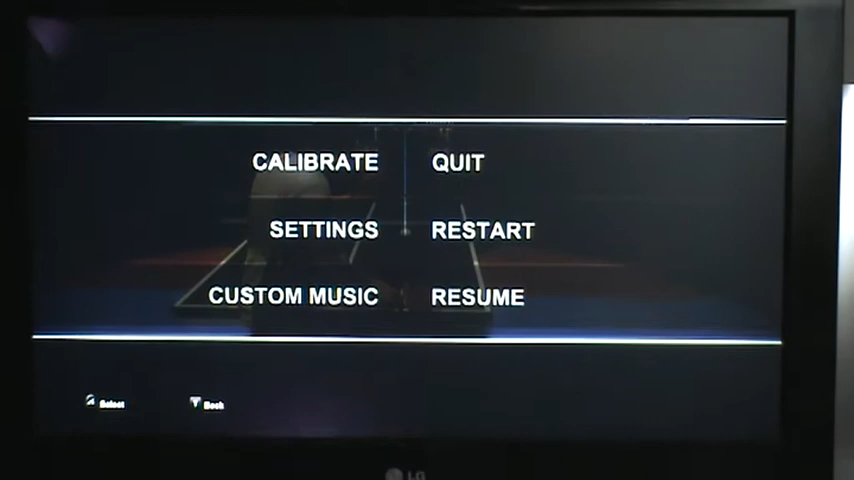 CALIBRATE QUIT
SETTINGS RESTART
CUSTOM MUSIC RESUME
Select Back
LG